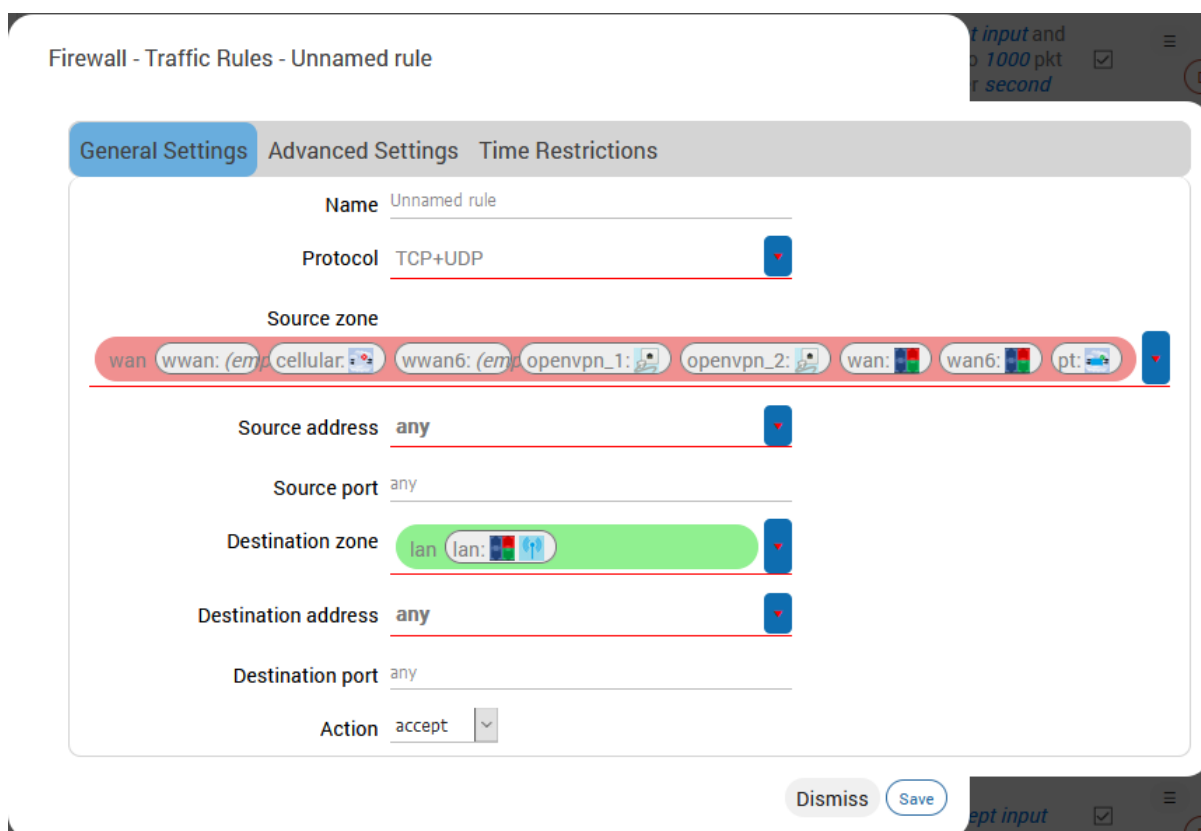 t input and
Firewall - Traffic Rules - Unnamed rule
o 1000 pkt
r second
General Settings Advanced Settings Time Restrictions
Name Unnamed rule
Protocol TCP+UDP
Source zone
wan wwan: (emp cellular: wwan6: (emp openvpn_1: openvpn_2: wan: wan6: pt:
Source address any
Source port any
Destination zone lan lan:
Destination address any
Destination port any
Action accept
Dismiss Save
ept input